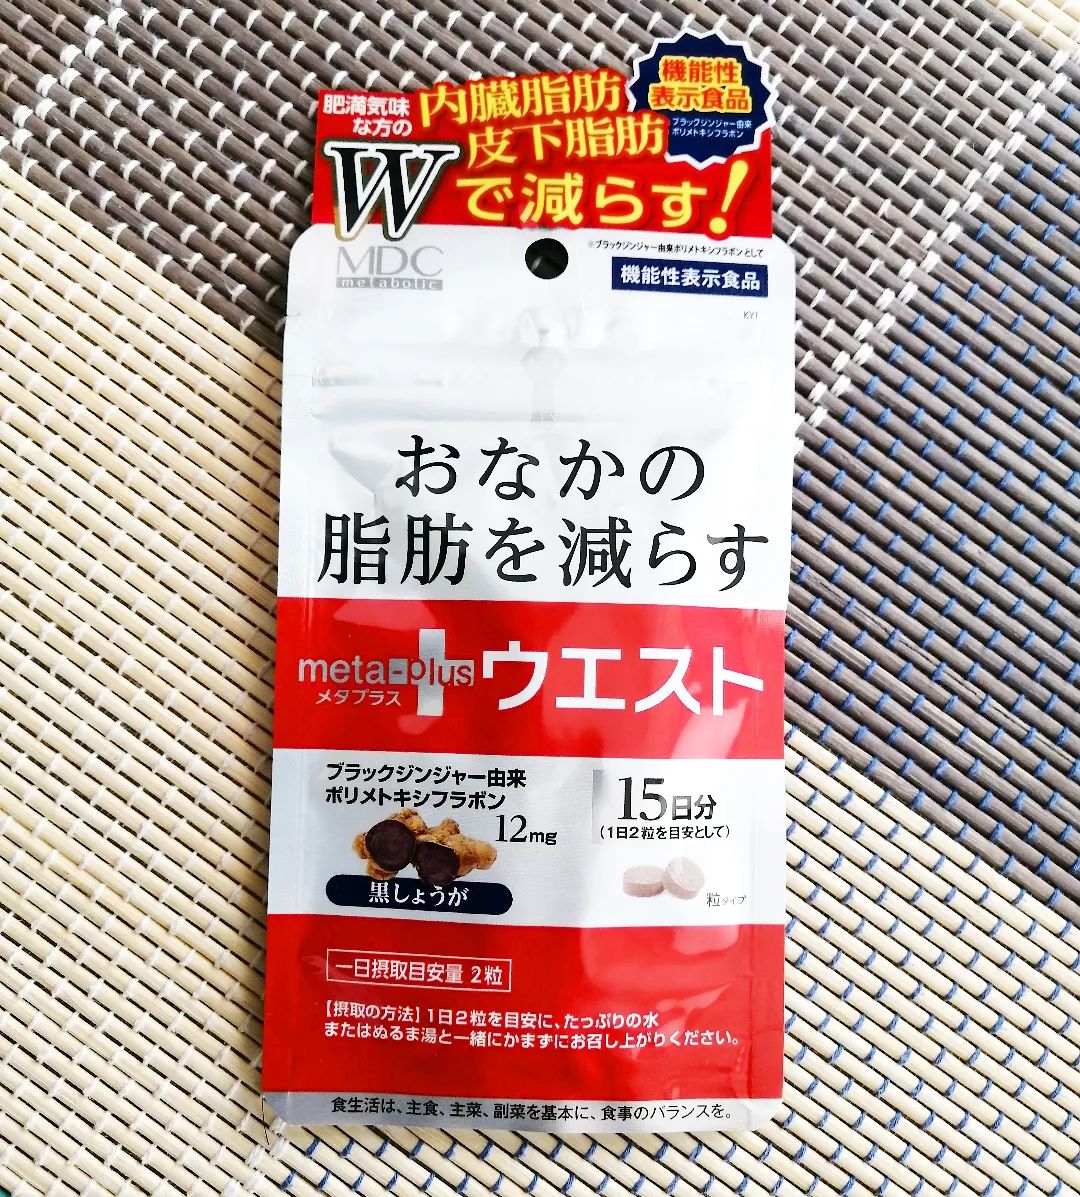 肥満気味
な方の
内臓脂肪
皮下脂肪
Wで減らす!
機能性
表示食品
ブラックジンジャー由来
ポリメトキシフラボン
MDC
metabolic
※ブラックジンジャー由来ポリメトキシフラボンとして
機能性表示食品
KY1
おなかの
脂肪を減らす
meta-plus
メタプラス
ウエスト
ブラックジンジャー由来
ポリメトキシフラボン
12mg
黒しょうが
15日分
(1日2粒を目安として)
粒タイプ
一日摂取目安量 2粒
【摂取の方法】1日2粒を目安に、たっぷりの水
またはぬるま湯と一緒にかまずにお召し上がりください。
食生活は、主食、主菜、副菜を基本に、食事のバランスを。